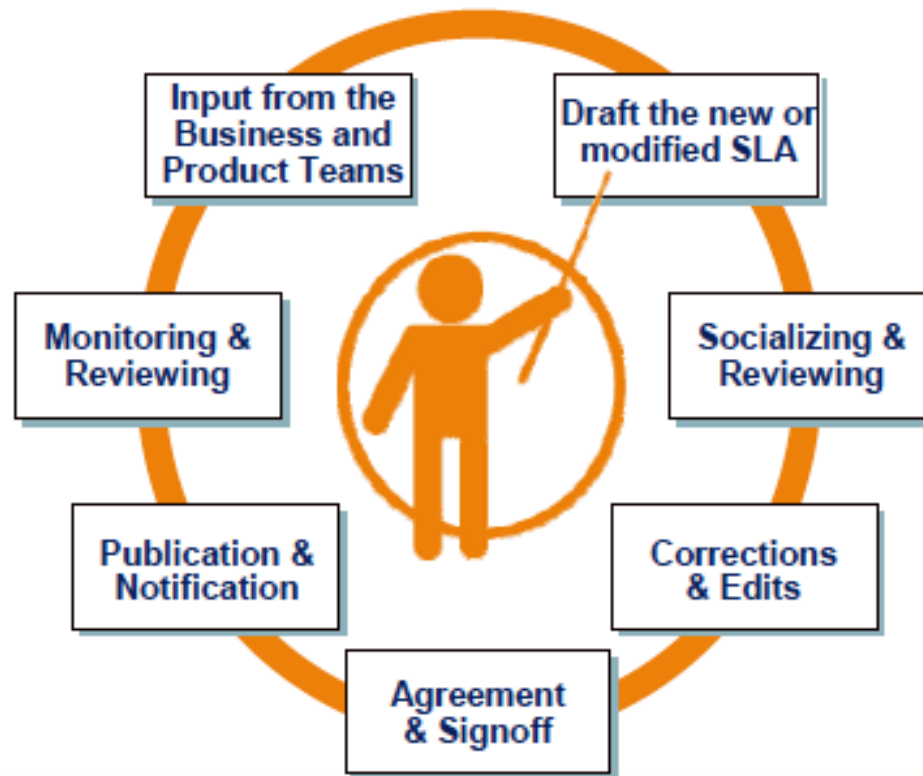 Input from the
Business and
Product Teams
Draft the new or
modified SLA
Socializing &
Reviewing
Corrections
& Edits
Agreement
& Signoff
Publication &
Notification
Monitoring &
Reviewing